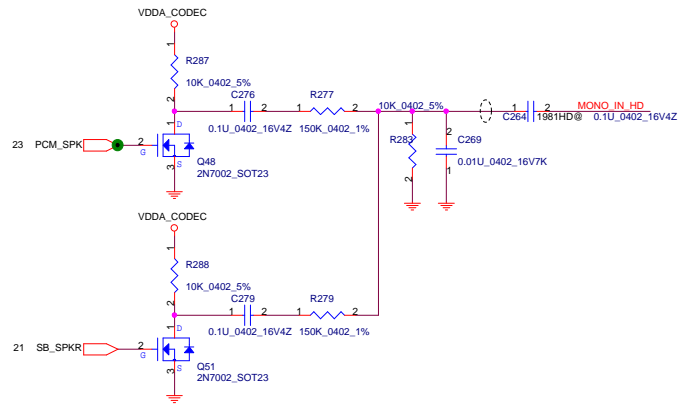 VDDA_CODEC
1
R287
10K_0402_5%
2
C276
1 2
0.1U_0402_16V4Z
R277
1 2
150K_0402_1%
10K_0402_5%
R283
1
2
2
C269
0.01U_0402_16V7K
1
1 2
C264
1981HD@
MONO_IN_HD
0.1U_0402_16V4Z
23 PCM_SPK
2
G
1
D
3
S
Q48
2N7002_SOT23
VDDA_CODEC
1
R288
10K_0402_5%
2
C279
1 2
0.1U_0402_16V4Z
R279
1 2
150K_0402_1%
21 SB_SPKR
2
G
1
D
3
S
Q51
2N7002_SOT23